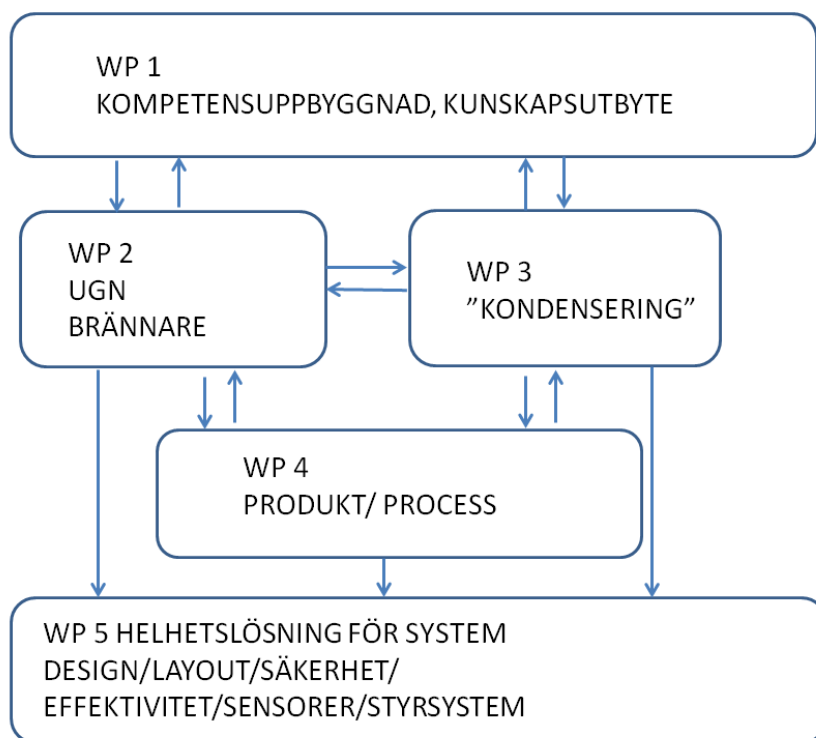 WP 1
KOMPETENSUPPBYGGNAD, KUNSKAPSUTBYTE
WP 2
UGN
BRÄNNARE
WP 3
”KONDENSERING”
WP 4
PRODUKT/ PROCESS
WP 5 HELHETSLÖSNING FÖR SYSTEM
DESIGN/LAYOUT/SÄKERHET/
EFFEKTIVITET/SENSORER/STYRSYSTEM